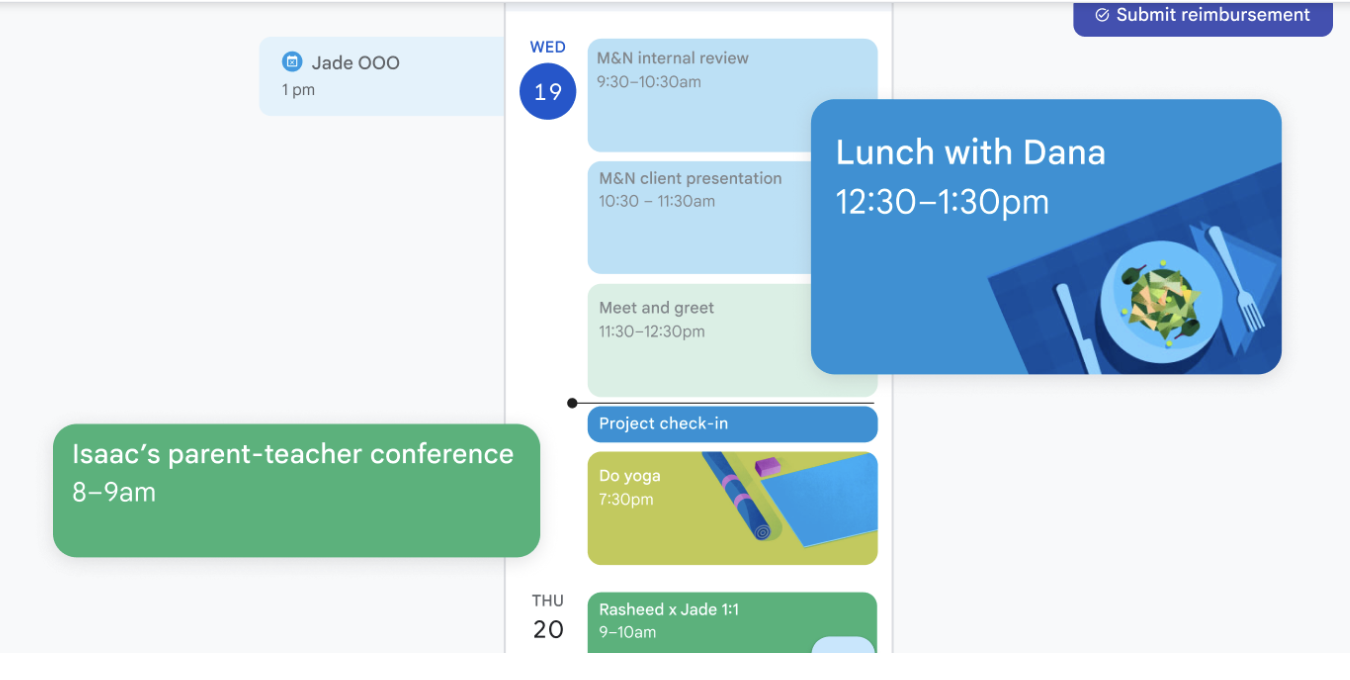 Submit reimbursement
Jade OOO
1 pm
WED
19
M&N internal review
9:30–10:30am
M&N client presentation
10:30 – 11:30am
Meet and greet
11:30–12:30pm
Lunch with Dana
12:30–1:30pm
Project check-in
Do yoga
7:30pm
Isaac’s parent-teacher conference
8–9am
THU
20
Rasheed x Jade 1:1
9–10am